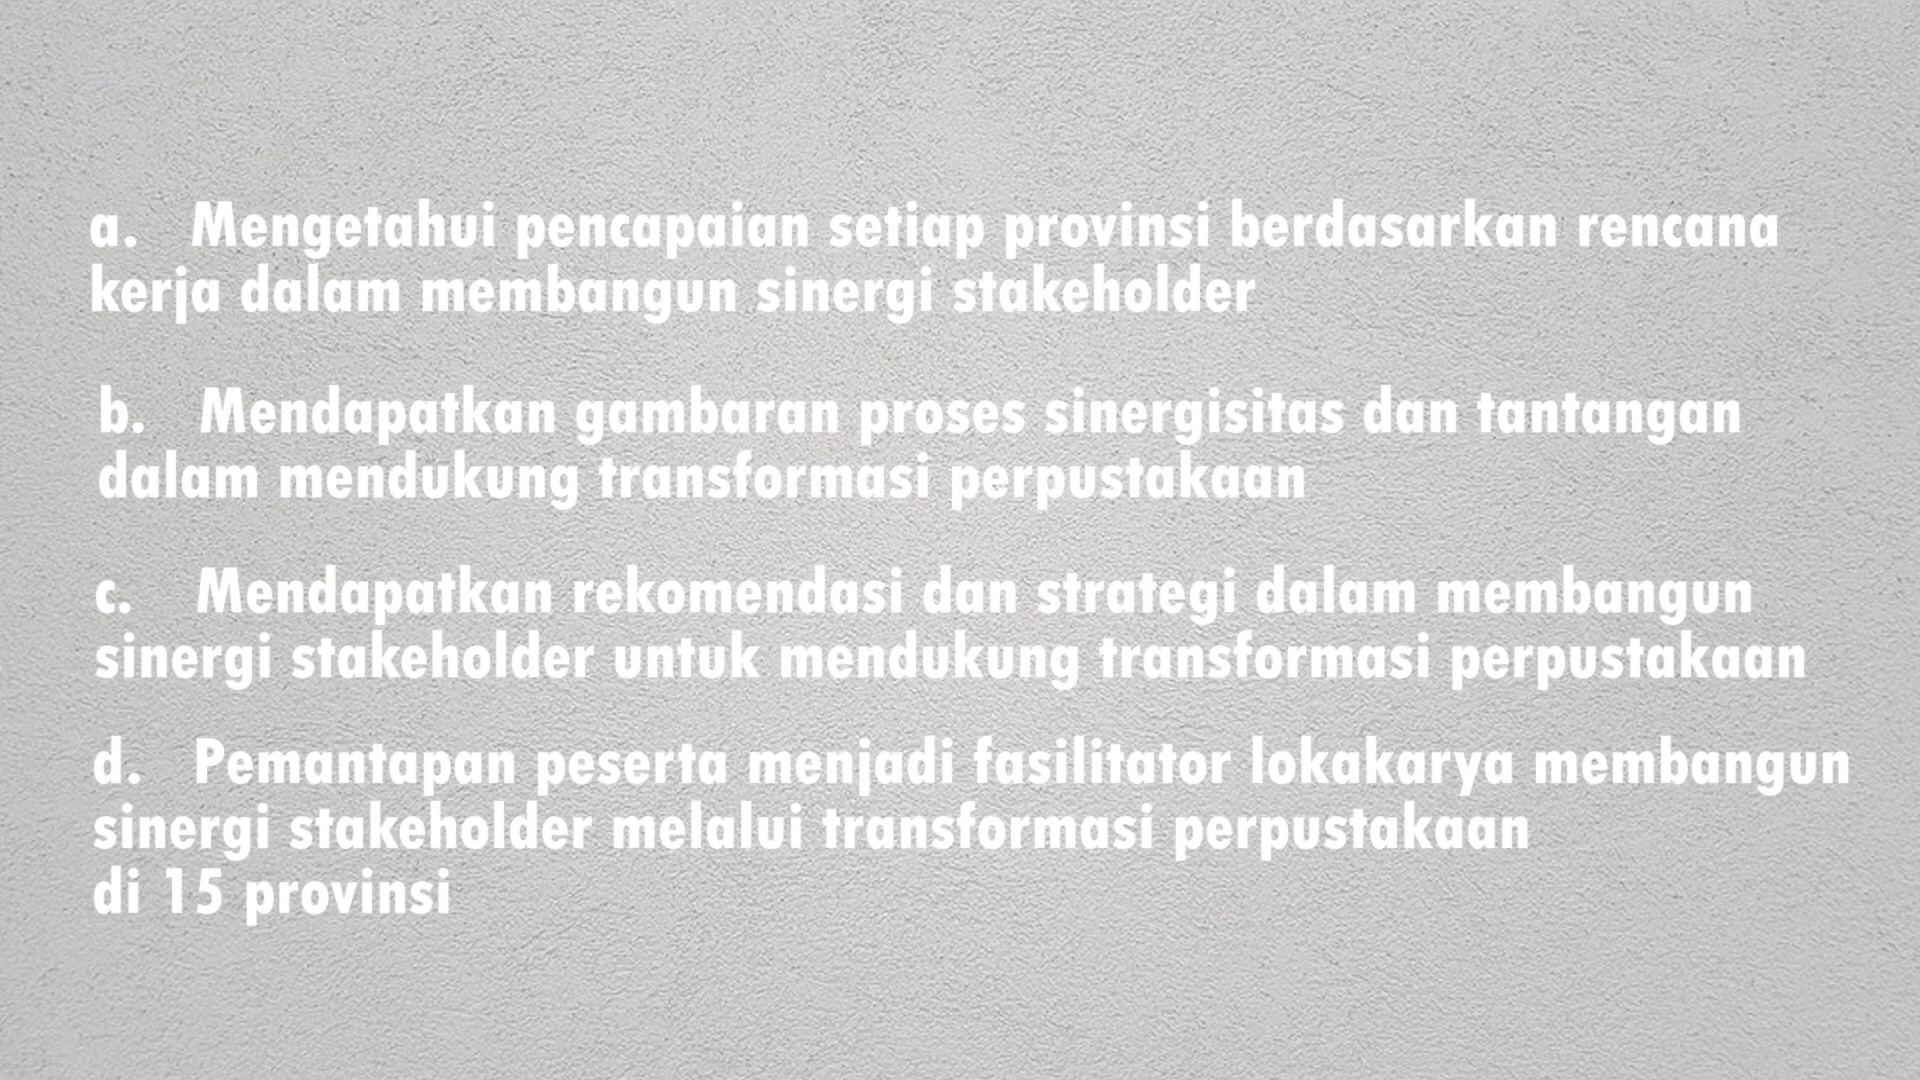 a. Mengetahui pencapaian setiap provinsi berdasarkan rencana
kerja dalam membangun sinergi stakeholder
b. Mendapatkan gambaran proses sinergisitas dan tantangan
dalam mendukung transformasi perpustakaan
c. Mendapatkan rekomendasi dan strategi dalam membangun
sinergi stakeholder untuk mendukung transformasi perpustakaan
d. Pemantapan peserta menjadi fasilitator lokakarya membangun
sinergi stakeholder melalui transformasi perpustakaan
di 15 provinsi